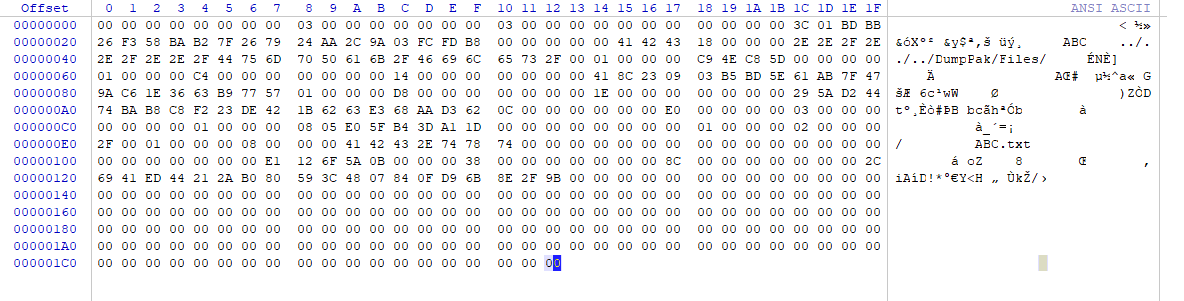 Offset 0 1 2 3 4 5 6 7 8 9 A B C D E F 10 11 12 13 14 15 16 17 18 19 1A 1B 1C 1D 1E 1F ANSI ASCII
00000000 00 00 00 00 00 00 00 00 03 00 00 00 00 00 00 00 03 00 00 00 00 00 00 00 00 00 00 00 3C 01 BD BB < ½»
00000020 26 F3 58 BA B2 7F 26 79 24 AA 2C 9A 03 FC FD B8 00 00 00 00 00 41 42 43 18 00 00 00 2E 2E 2F 2E &óXº² &y$ª,š üý¸ ABC ../.
00000040 2E 2F 2E 2E 2F 44 75 6D 70 50 61 6B 2F 46 69 6C 65 73 2F 00 01 00 00 00 C9 4E C8 5D 00 00 00 00 ./../DumpPak/Files/ ÉNÈ]
00000060 01 00 00 00 C4 00 00 00 00 00 00 00 14 00 00 00 00 00 00 00 41 8C 23 09 03 B5 BD 5E 61 AB 7F 47 Ä AŒ# µ½^a« G
00000080 9A C6 1E 36 63 B9 77 57 01 00 00 00 D8 00 00 00 00 00 00 00 1E 00 00 00 00 00 00 00 29 5A D2 44 šÆ 6c¹wW Ø )ZÒD
000000A0 74 BA B8 C8 F2 23 DE 42 1B 62 63 E3 68 AA D3 62 0C 00 00 00 00 00 00 E0 00 00 00 00 03 00 00 00 tº¸Èò#ÞB bcãhªÓb à
000000C0 00 00 00 00 01 00 00 00 08 05 E0 5F B4 3D A1 1D 00 00 00 00 00 00 00 00 01 00 00 00 02 00 00 00 à_´=¡
000000E0 2F 00 01 00 00 00 08 00 00 00 41 42 43 2E 74 78 74 00 00 00 00 00 00 00 00 00 00 00 00 00 00 00 / ABC.txt
00000100 00 00 00 00 00 00 E1 12 6F 5A 0B 00 00 00 38 00 00 00 00 00 00 00 8C 00 00 00 00 00 00 00 2C á oZ 8 Œ ,
00000120 69 41 ED 44 21 2A B0 80 59 3C 48 07 84 0F D9 6B 8E 2F 9B 00 00 00 00 00 00 00 00 00 00 00 00 00 iAíD!*°€Y<H „ ÙkŽ/›
00000140 00 00 00 00 00 00 00 00 00 00 00 00 00 00 00 00 00 00 00 00 00 00 00 00 00 00 00 00 00 00 00 00
00000160 00 00 00 00 00 00 00 00 00 00 00 00 00 00 00 00 00 00 00 00 00 00 00 00 00 00 00 00 00 00 00 00
00000180 00 00 00 00 00 00 00 00 00 00 00 00 00 00 00 00 00 00 00 00 00 00 00 00 00 00 00 00 00 00 00 00
000001A0 00 00 00 00 00 00 00 00 00 00 00 00 00 00 00 00 00 00 00 00 00 00 00 00 00 00 00 00 00 00 00 00
000001C0 00 00 00 00 00 00 00 00 00 00 00 00 00 00 00 00 00 00 00